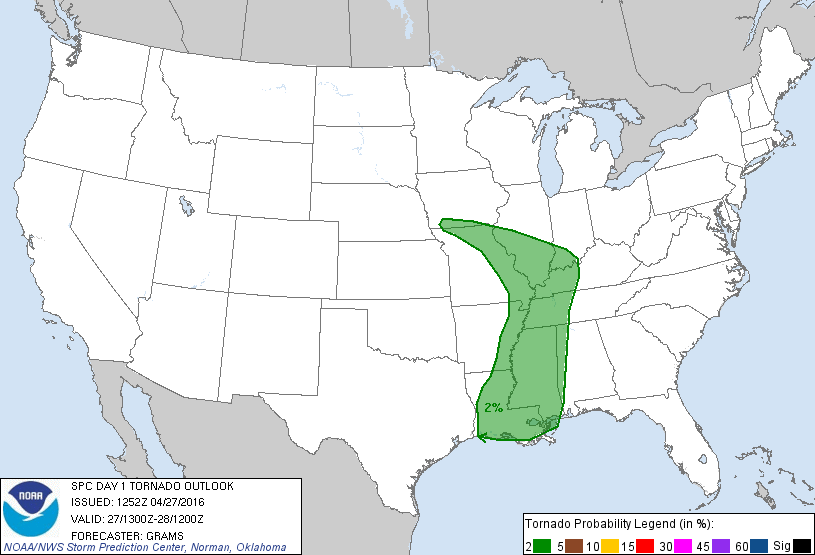 2%
NOAA
SPC DAY 1 TORNADO OUTLOOK
ISSUED: 1252Z 04/27/2016
VALID: 27/1300Z-28/1200Z
FORECASTER: GRAMS
NOAA/NWS Storm Prediction Center, Norman, Oklahoma
Tornado Probability Legend (in %):
2 5 10 15 30 45 60 Sig